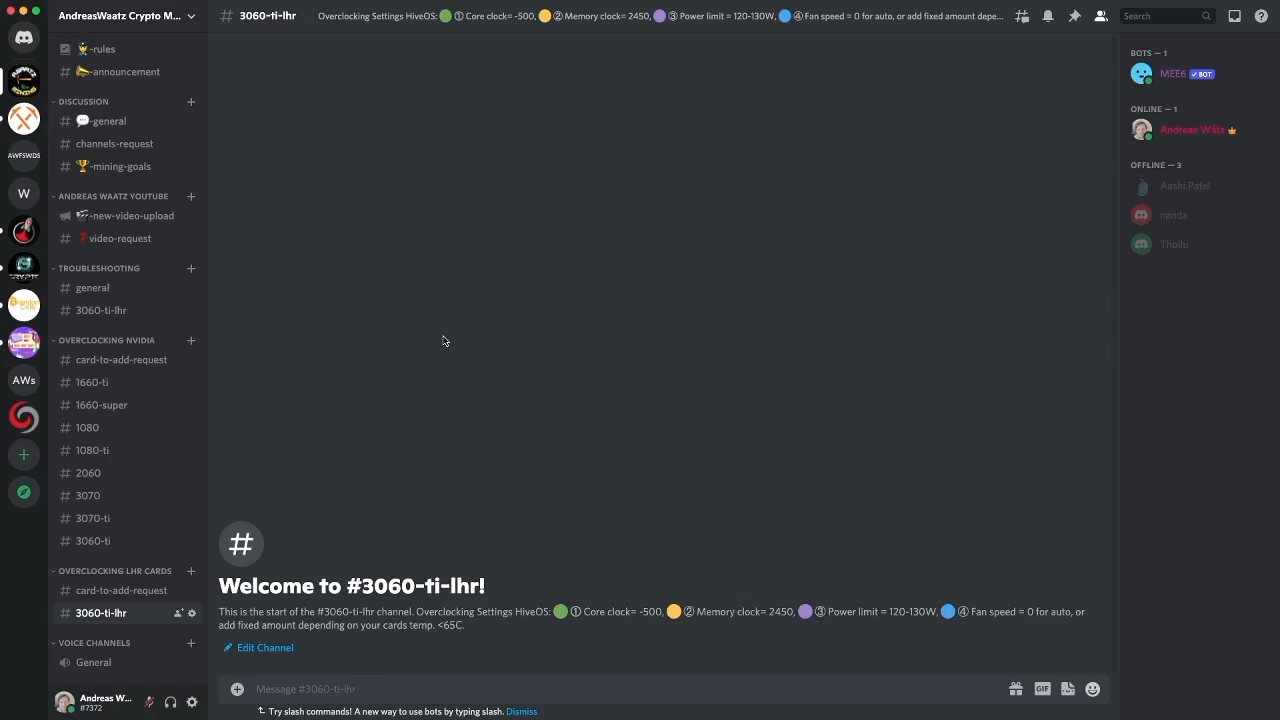 AndreasWaatz Crypto M...
-rules
-announcement
DISCUSSION
-general
channels-request
-mining-goals
ANDREAS WAATZ YOUTUBE
-new-video-upload
❓video-request
TROUBLESHOOTING
general
3060-ti-lhr
OVERCLOCKING NVIDIA
card-to-add-request
1660-ti
1660-super
1080
1080-ti
2060
3070
3070-ti
3060-ti
OVERCLOCKING LHR CARDS
card-to-add-request
3060-ti-lhr
VOICE CHANNELS
General
Andreas W...
#7372
AWFSWDS
W
AWs
3060-ti-lhr
Overclocking Settings HiveOS: 🟢 ① Core clock= -500, 🟡 ② Memory clock= 2450, 🟣 ③ Power limit = 120-130W, 🔵 ④ Fan speed = 0 for auto, or add fixed amount depe...
Search
Welcome to #3060-ti-lhr!
This is the start of the #3060-ti-lhr channel. Overclocking Settings HiveOS: 🟢 ① Core clock= -500, 🟡 ② Memory clock= 2450, 🟣 ③ Power limit = 120-130W, 🔵 ④ Fan speed = 0 for auto, or
add fixed amount depending on your cards temp. <65C.
Edit Channel
Message #3060-ti-lhr
GIF
Try slash commands! A new way to use bots by typing slash. Dismiss
BOTS — 1
MEE6 ✓ BOT
ONLINE — 1
Andreas Wätz
OFFLINE — 3
Aashi Patel
nanda
Thollu